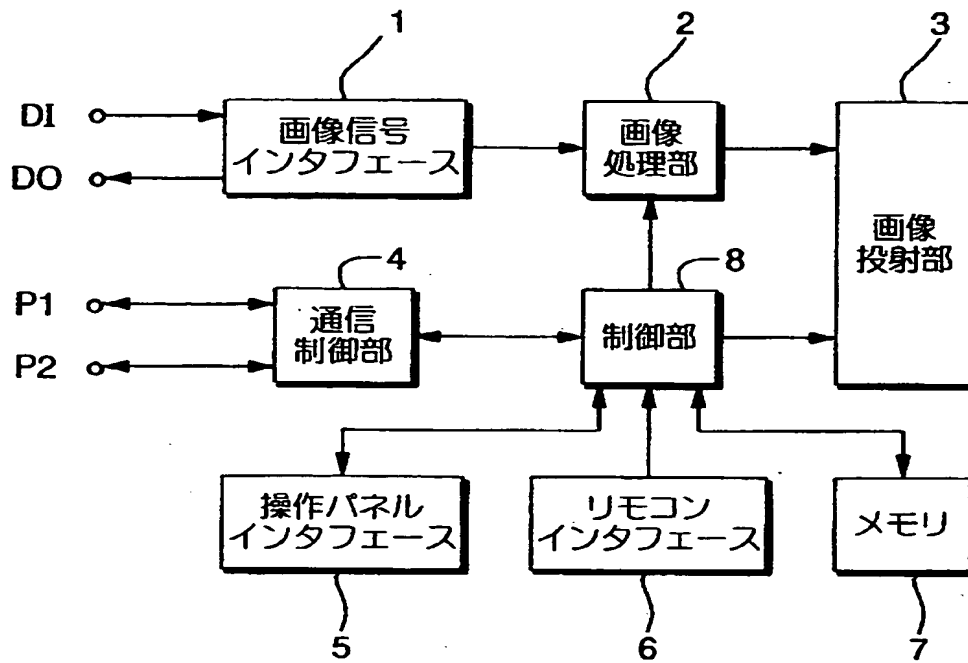 1
2
3
DI
DO
画像信号
インタフェース
画像
処理部
画像
投射部
4
8
P1
P2
通信
制御部
制御部
操作パネル
インタフェース
リモコン
インタフェース
メモリ
5
6
7